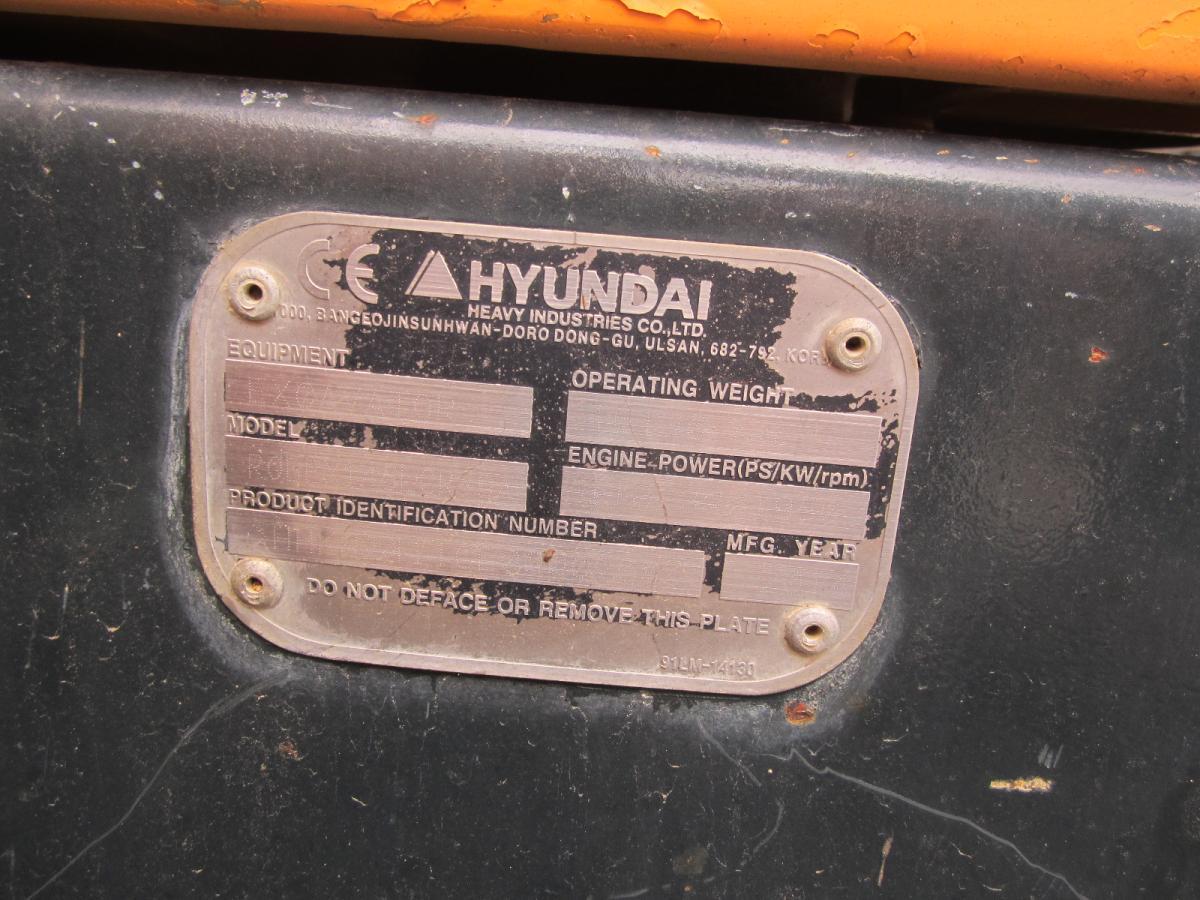 CE HYUNDAI
HEAVY INDUSTRIES CO.,LTD.
000, BANGEOJINSUNHWAN-DORO DONG-GU, ULSAN, 682-792, KOR
EQUIPMENT
OPERATING WEIGHT
MODEL
ENGINE POWER(PS/KW/rpm)
PRODUCT IDENTIFICATION NUMBER
MFG. YEAR
DO NOT DEFACE OR REMOVE THIS PLATE
91LM-14130